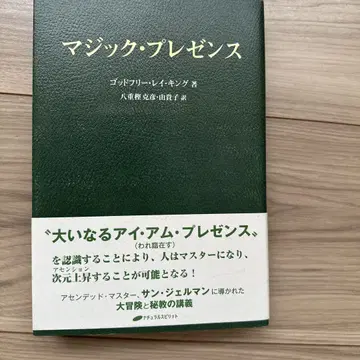 マジック・プレゼンス
ゴッドフリー・レイ・キング 著
八重樫克彦・由貴子 訳
〝大いなるアイ・アム・プレゼンス〟
(われ臨在す)
を認識することにより、人はマスターになり、
アセンション
次元上昇することが可能となる!
アセンデッド・マスター、サン・ジェルマンに導かれた
大冒険と秘教の講義
ナチュラルスピリット